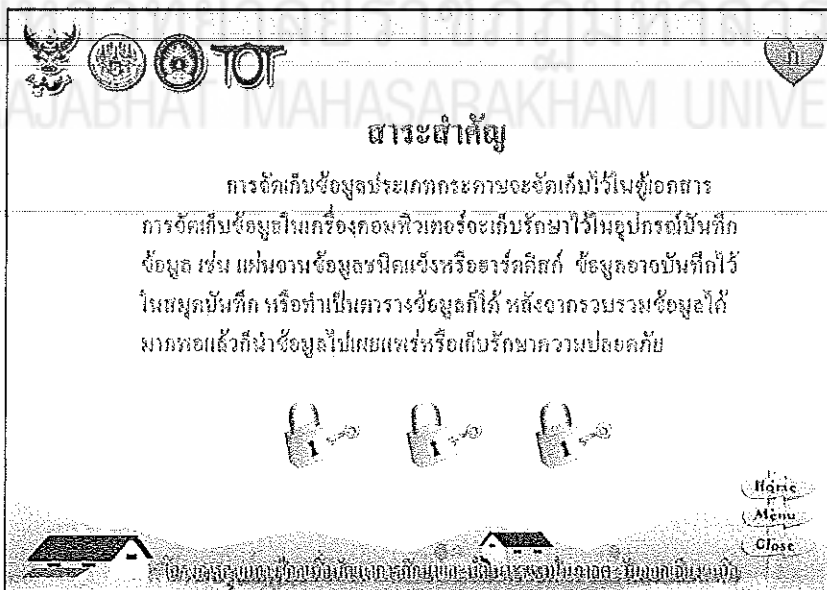 TOT
ก
RAJABHAT MAHASARAKHAM UNIVE
สาระสำคัญ
การจัดเก็บข้อมูลประเภทกระดาษจะจัดเก็บไว้ในตู้เอกสาร
การจัดเก็บข้อมูลในเครื่องคอมพิวเตอร์จะเก็บรักษาไว้ในอุปกรณ์บันทึก
ข้อมูล เช่น แผ่นจานข้อมูลชนิดแข็งหรือฮาร์ดดิสก์ ข้อมูลอาจบันทึกไว้
ในสมุดบันทึก หรือทำเป็นตารางข้อมูลก็ได้ หลังจากรวบรวมข้อมูลได้
มากพอแล้วก็นำข้อมูลไปเผยแพร่หรือเก็บรักษาความปลอดภัย
Home
Menu
Close